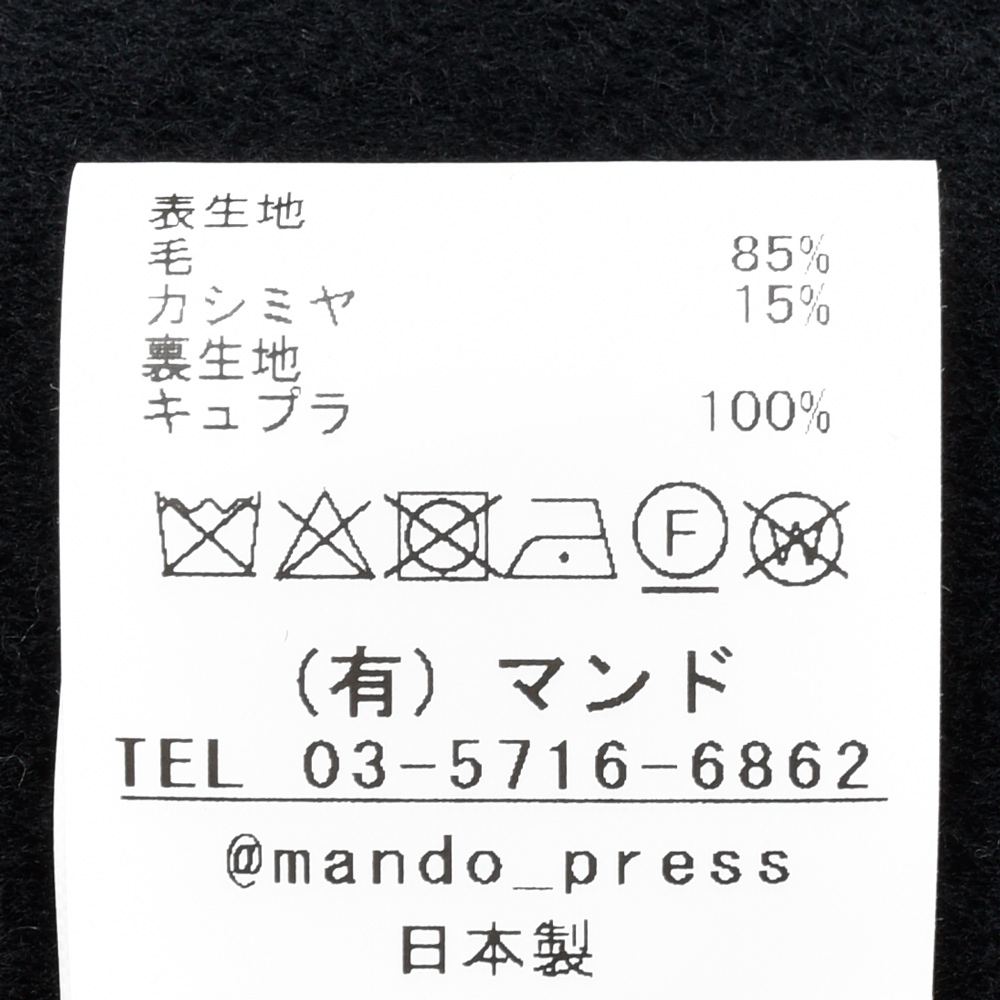 表生地
毛 85%
カシミヤ 15%
裏生地
キュプラ 100%
F W
(有) マンド
TEL 03-5716-6862
@mando_press
日本製